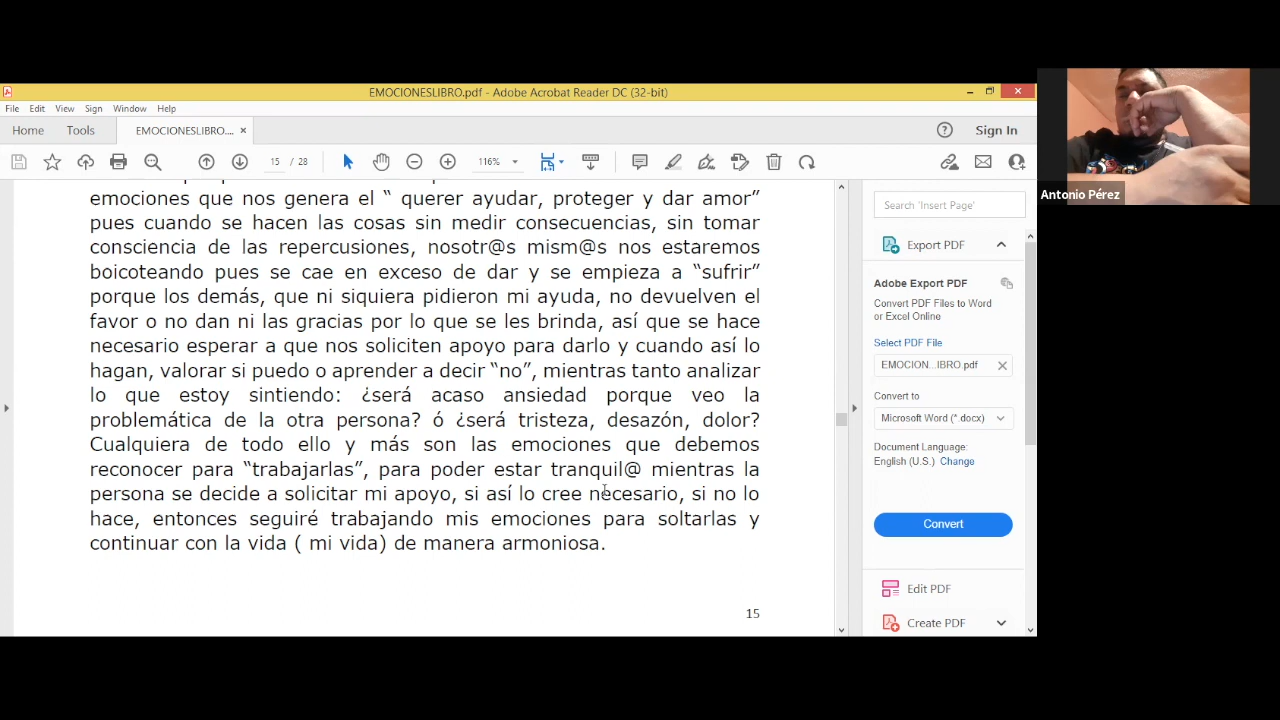 EMOCIONESLIBRO.pdf - Adobe Acrobat Reader DC (32-bit)
File Edit View Sign Window Help
Home Tools EMOCIONESLIBRO.... × Sign In
15 / 28 116%
emociones que nos genera el “ querer ayudar, proteger y dar amor”
pues cuando se hacen las cosas sin medir consecuencias, sin tomar
consciencia de las repercusiones, nosotr@s mism@s nos estaremos
boicoteando pues se cae en exceso de dar y se empieza a “sufrir”
porque los demás, que ni siquiera pidieron mi ayuda, no devuelven el
favor o no dan ni las gracias por lo que se les brinda, así que se hace
necesario esperar a que nos soliciten apoyo para darlo y cuando así lo
hagan, valorar si puedo o aprender a decir “no”, mientras tanto analizar
lo que estoy sintiendo: ¿será acaso ansiedad porque veo la
problemática de la otra persona? ó ¿será tristeza, desazón, dolor?
Cualquiera de todo ello y más son las emociones que debemos
reconocer para “trabajarlas”, para poder estar tranquil@ mientras la
persona se decide a solicitar mi apoyo, si así lo cree necesario, si no lo
hace, entonces seguiré trabajando mis emociones para soltarlas y
continuar con la vida ( mi vida) de manera armoniosa.
15
Search 'Insert Page'
Export PDF
Adobe Export PDF
Convert PDF Files to Word
or Excel Online
Select PDF File
EMOCION...IBRO.pdf
Convert to
Microsoft Word (*.docx)
Document Language:
English (U.S.) Change
Convert
Edit PDF
Create PDF
Antonio Pérez